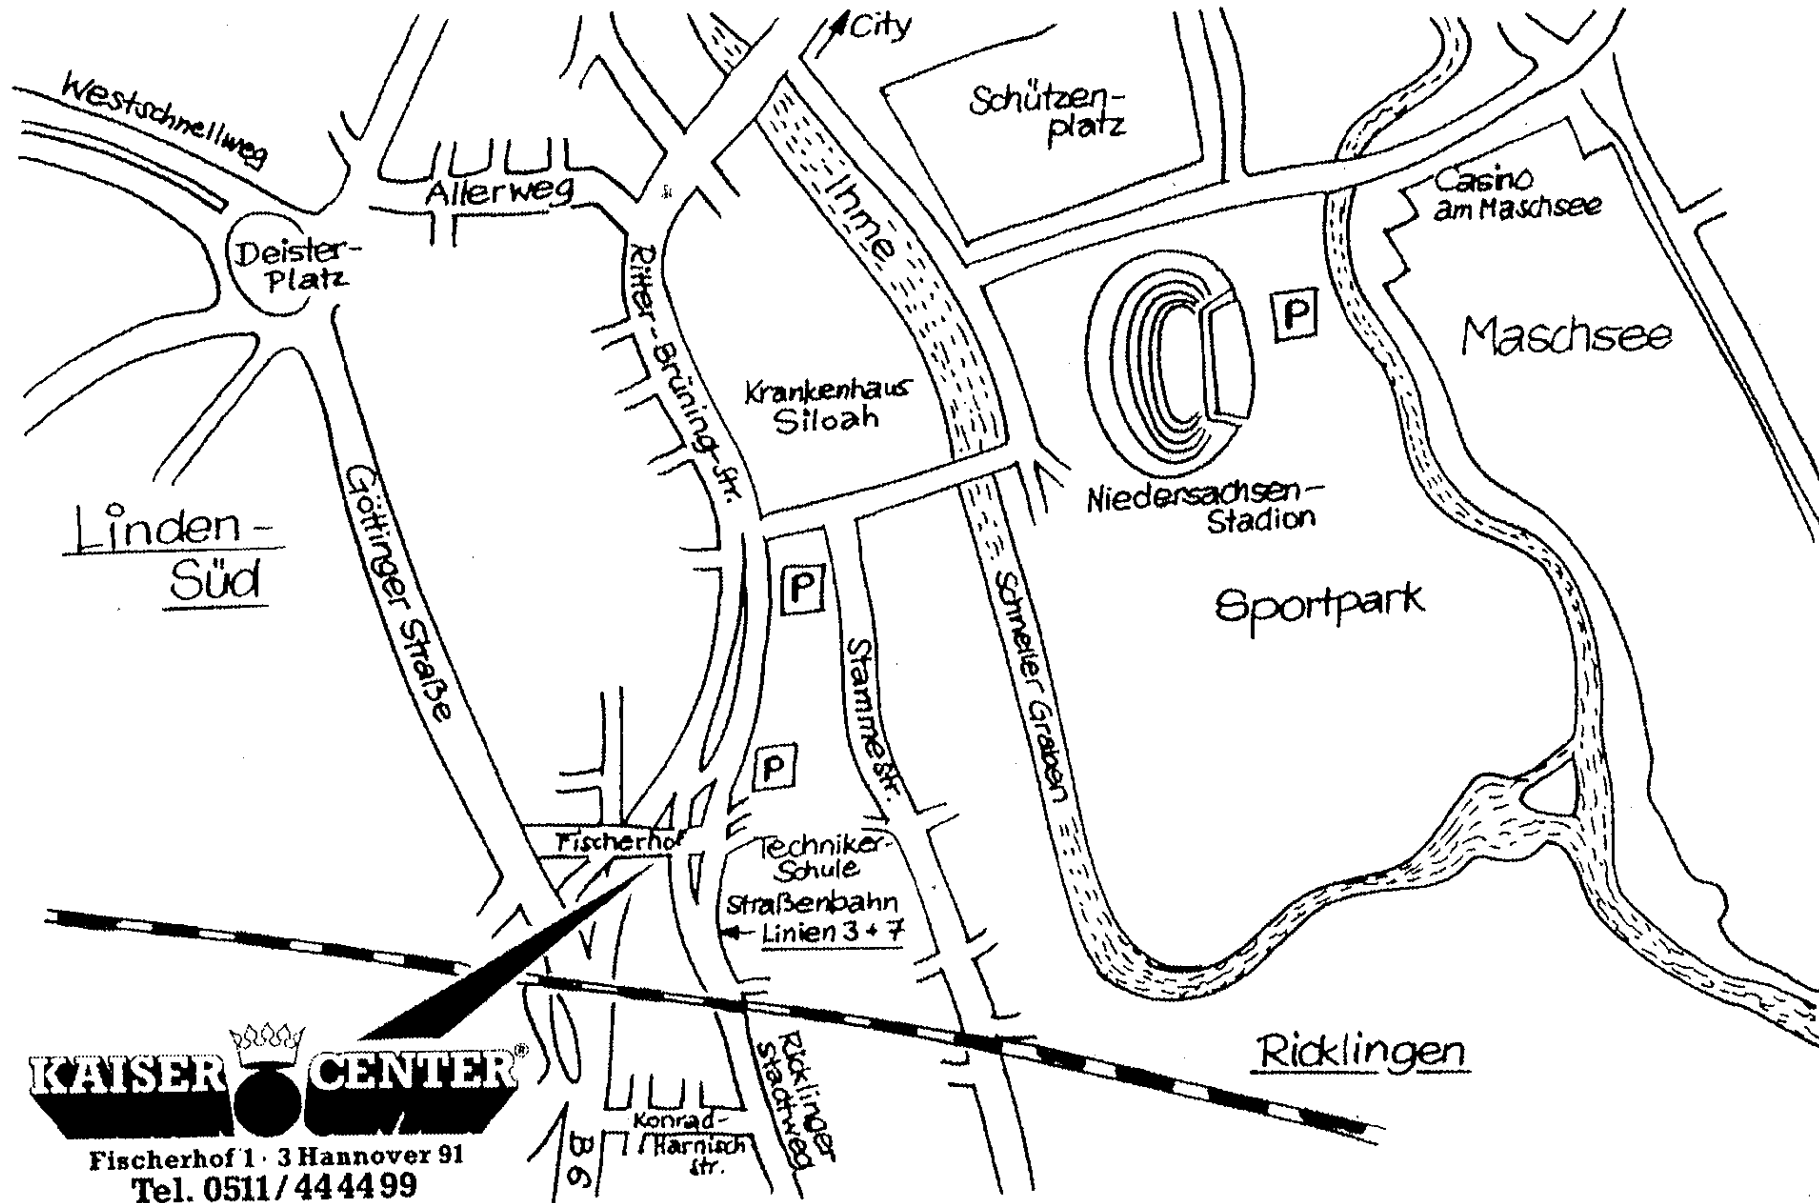 City
Westschnellweg
Schützen-
platz
Allerweg
Ihme
Casino
am Maschsee
Deister-
Platz
Ritter-Brüning-str.
P
Maschsee
Krankenhaus
Siloah
Göttinger Straße
Niedersachsen-
Stadion
Linden-
Süd
P
Schneller Graben
Sportpark
Stammestr.
P
Fischerhof
Techniker-
Schule
Straßenbahn
Linien 3 + 7
KAISER CENTER®
Ricklinger
Stadtweg
Ricklingen
Konrad-
Hänisch
str.
B6
Fischerhof 1 · 3 Hannover 91
Tel. 0511/444499